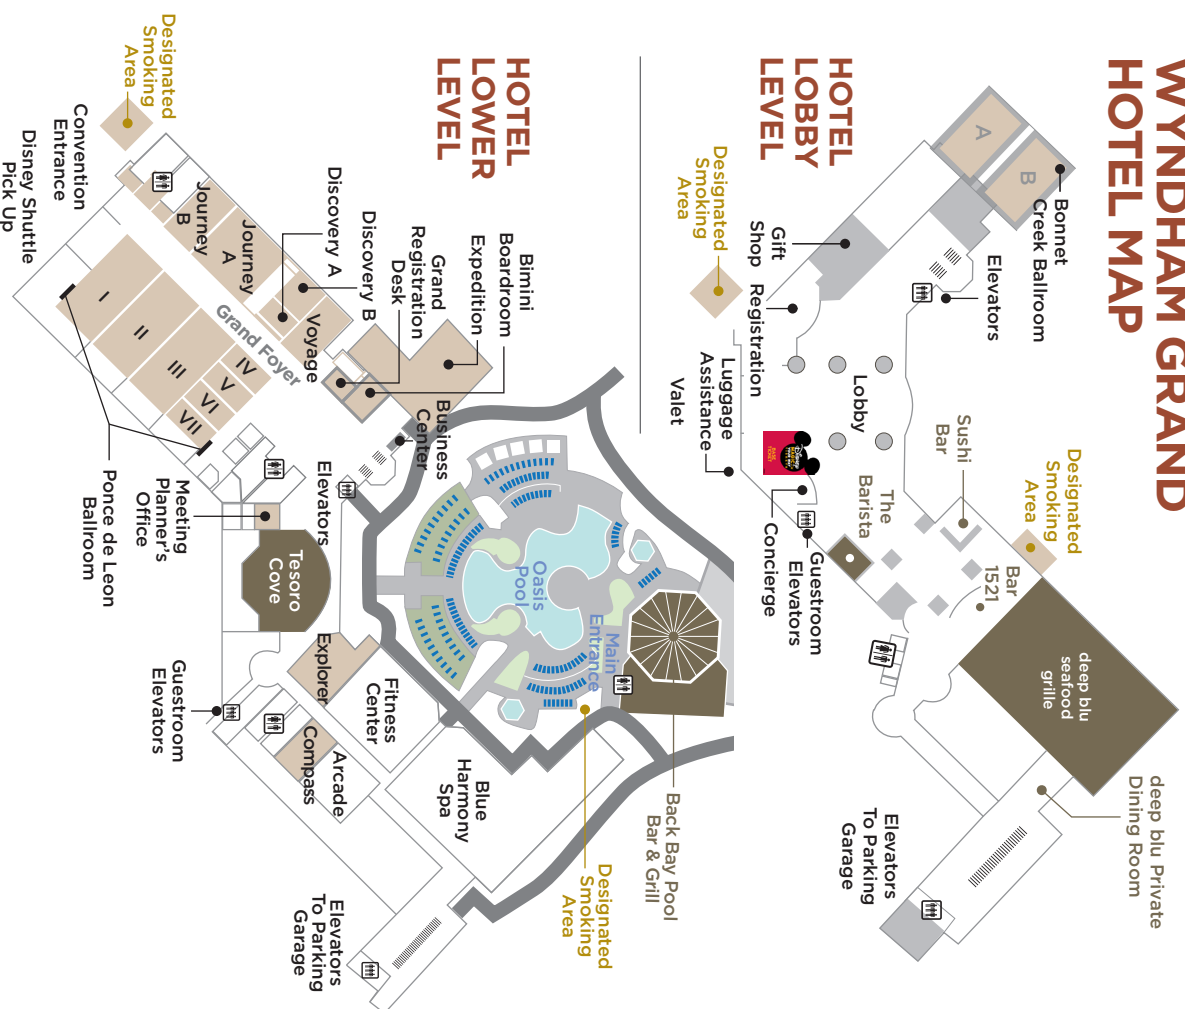 WYNDHAM GRAND
HOTEL MAP
HOTEL
LOBBY
LEVEL
A
B
Bonnet
Creek Ballroom
Elevators
Gift
Shop
Registration
Designated
Smoking
Area
Lobby
Luggage
Assistance
Valet
Sushi
Bar
Designated
Smoking
Area
The
Barista
Concierge
Guestroom
Elevators
Bar
1521
deep blu
seafood
grille
deep blu Private
Dining Room
Elevators
To Parking
Garage
HOTEL
LOWER
LEVEL
Designated
Smoking
Area
Convention
Entrance
Disney Shuttle
Pick Up
Journey
B
Journey
A
Discovery A
Discovery B
Voyage
Grand
Registration
Desk
Expedition
Bimini
Boardroom
Grand Foyer
I
II
III
IV
V
VI
VII
Business
Center
Elevators
Ponce de Leon
Ballroom
Meeting
Planner's
Office
Tesoro
Cove
Oasis
Pool
Main
Entrance
Explorer
Fitness
Center
Guestroom
Elevators
Compass
Arcade
Blue
Harmony
Spa
Back Bay Pool
Bar & Grill
Designated
Smoking
Area
Elevators
To Parking
Garage